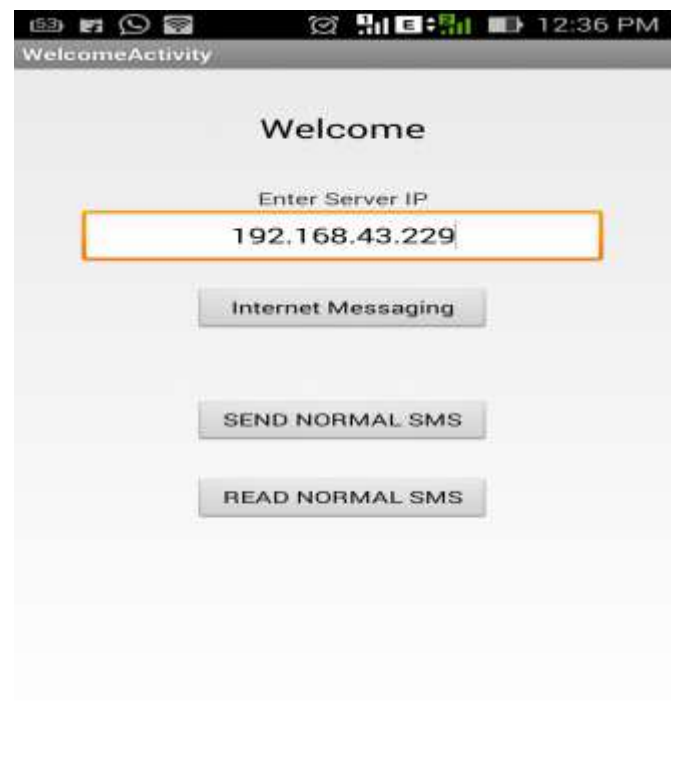 53 E 12:36 PM
WelcomeActivity
Welcome
Enter Server IP
192.168.43.229
Internet Messaging
SEND NORMAL SMS
READ NORMAL SMS